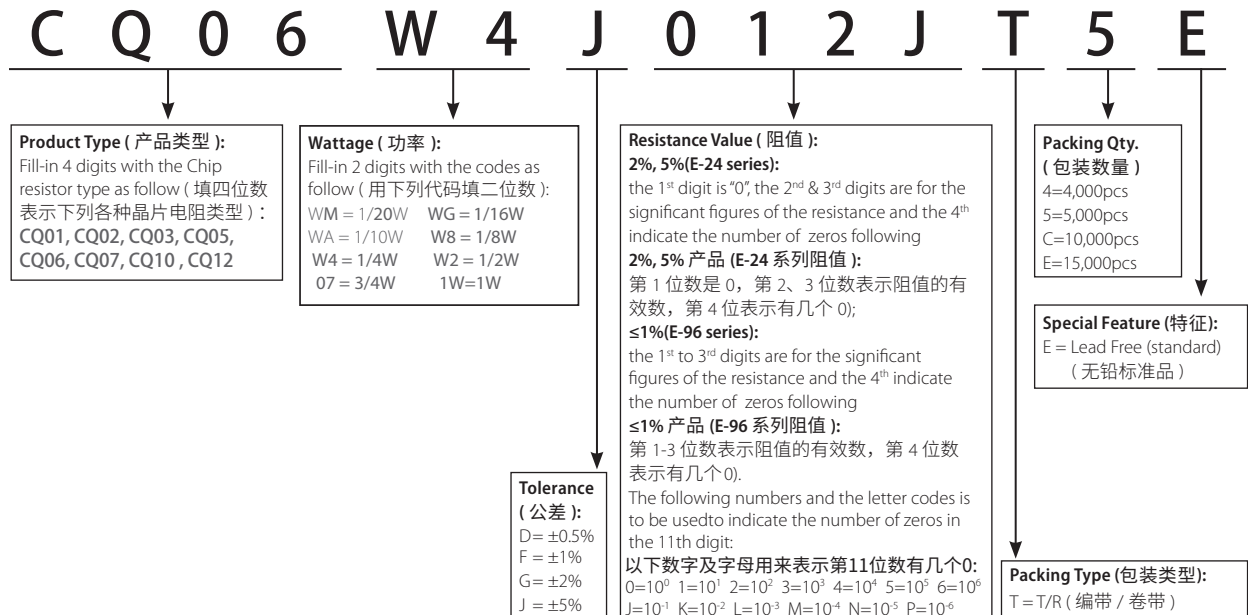 C Q 0 6 W 4 J 0 1 2 J T 5 E
Product Type ( 产品类型 ):
Fill-in 4 digits with the Chip
resistor type as follow ( 填四位数
表示下列各种晶片电阻类型 ) :
CQ01, CQ02, CQ03, CQ05,
CQ06, CQ07, CQ10 , CQ12
Wattage ( 功率 ):
Fill-in 2 digits with the codes as
follow ( 用下列代码填二位数 ):
WM = 1/20W WG = 1/16W
WA = 1/10W W8 = 1/8W
W4 = 1/4W W2 = 1/2W
07 = 3/4W 1W=1W
Tolerance
( 公差 ):
D= ±0.5%
F = ±1%
G= ±2%
J = ±5%
Resistance Value ( 阻值 ):
2%, 5%(E-24 series):
the 1st digit is “0”, the 2nd & 3rd digits are for the
significant figures of the resistance and the 4th
indicate the number of zeros following
2%, 5% 产品 (E-24 系列阻值 ):
第 1 位数是 0，第 2、3 位数表示阻值的有
效数，第 4 位表示有几个 0);
≤1%(E-96 series):
the 1st to 3rd digits are for the significant
figures of the resistance and the 4th indicate
the number of zeros following
≤1% 产品 (E-96 系列阻值 ):
第 1-3 位数表示阻值的有效数，第 4 位数
表示有几个0).
The following numbers and the letter codes is
to be usedto indicate the number of zeros in
the 11th digit:
以下数字及字母用来表示第11位数有几个0:
0=10⁰ 1=10¹ 2=10² 3=10³ 4=10⁴ 5=10⁵ 6=10⁶
J=10⁻¹ K=10⁻² L=10⁻³ M=10⁻⁴ N=10⁻⁵ P=10⁻⁶
Packing Type (包装类型):
T = T/R ( 编带 / 卷带 )
Packing Qty.
( 包装数量 )
4=4,000pcs
5=5,000pcs
C=10,000pcs
E=15,000pcs
Special Feature (特征):
E = Lead Free (standard)
( 无铅标准品 )